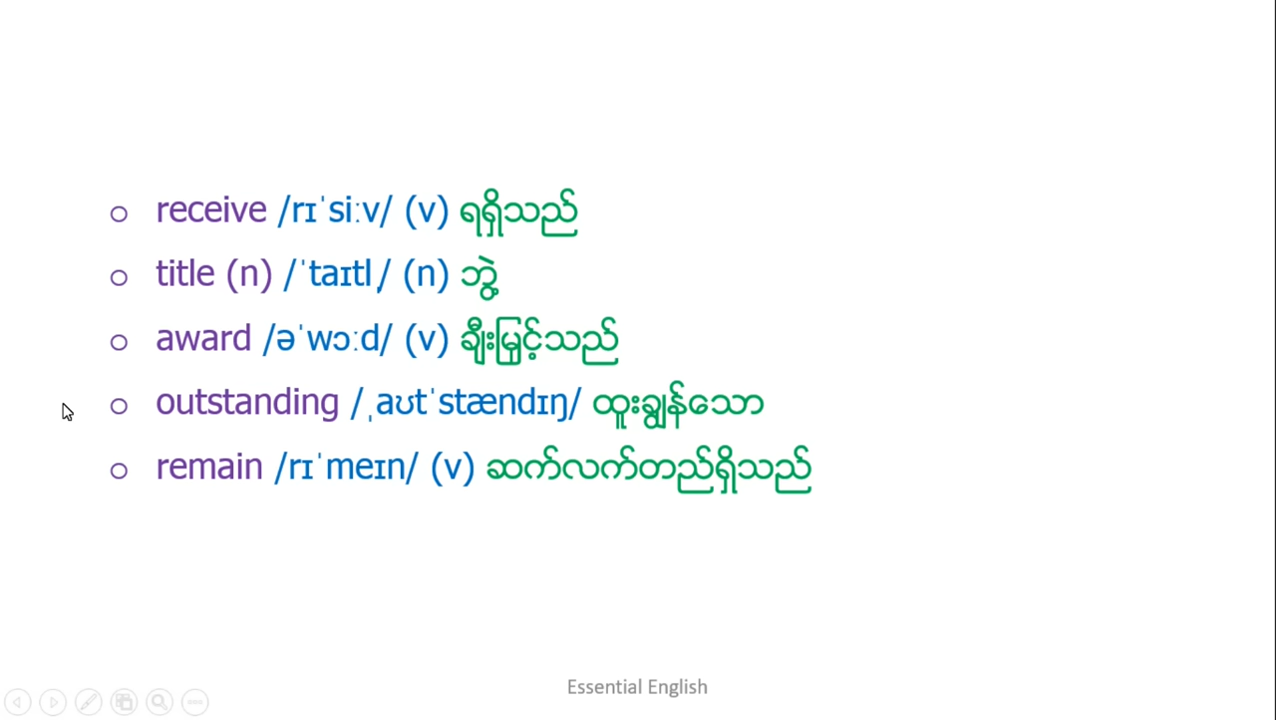 receive /rɪˈsiːv/ (v) ရရှိသည်
title (n) /ˈtaɪtl̩/ (n) ဘွဲ့
award /əˈwɔːd/ (v) ချီးမြှင့်သည်
outstanding /ˌaʊtˈstændɪŋ/ ထူးချွန်သော
remain /rɪˈmeɪn/ (v) ဆက်လက်တည်ရှိသည်
Essential English